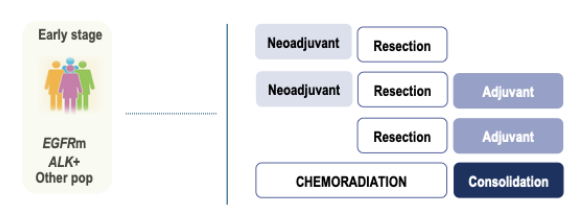 Early stage
EGFRm
ALK+
Other pop
Neoadjuvant Resection
Neoadjuvant Resection Adjuvant
Resection Adjuvant
CHEMORADIATION Consolidation